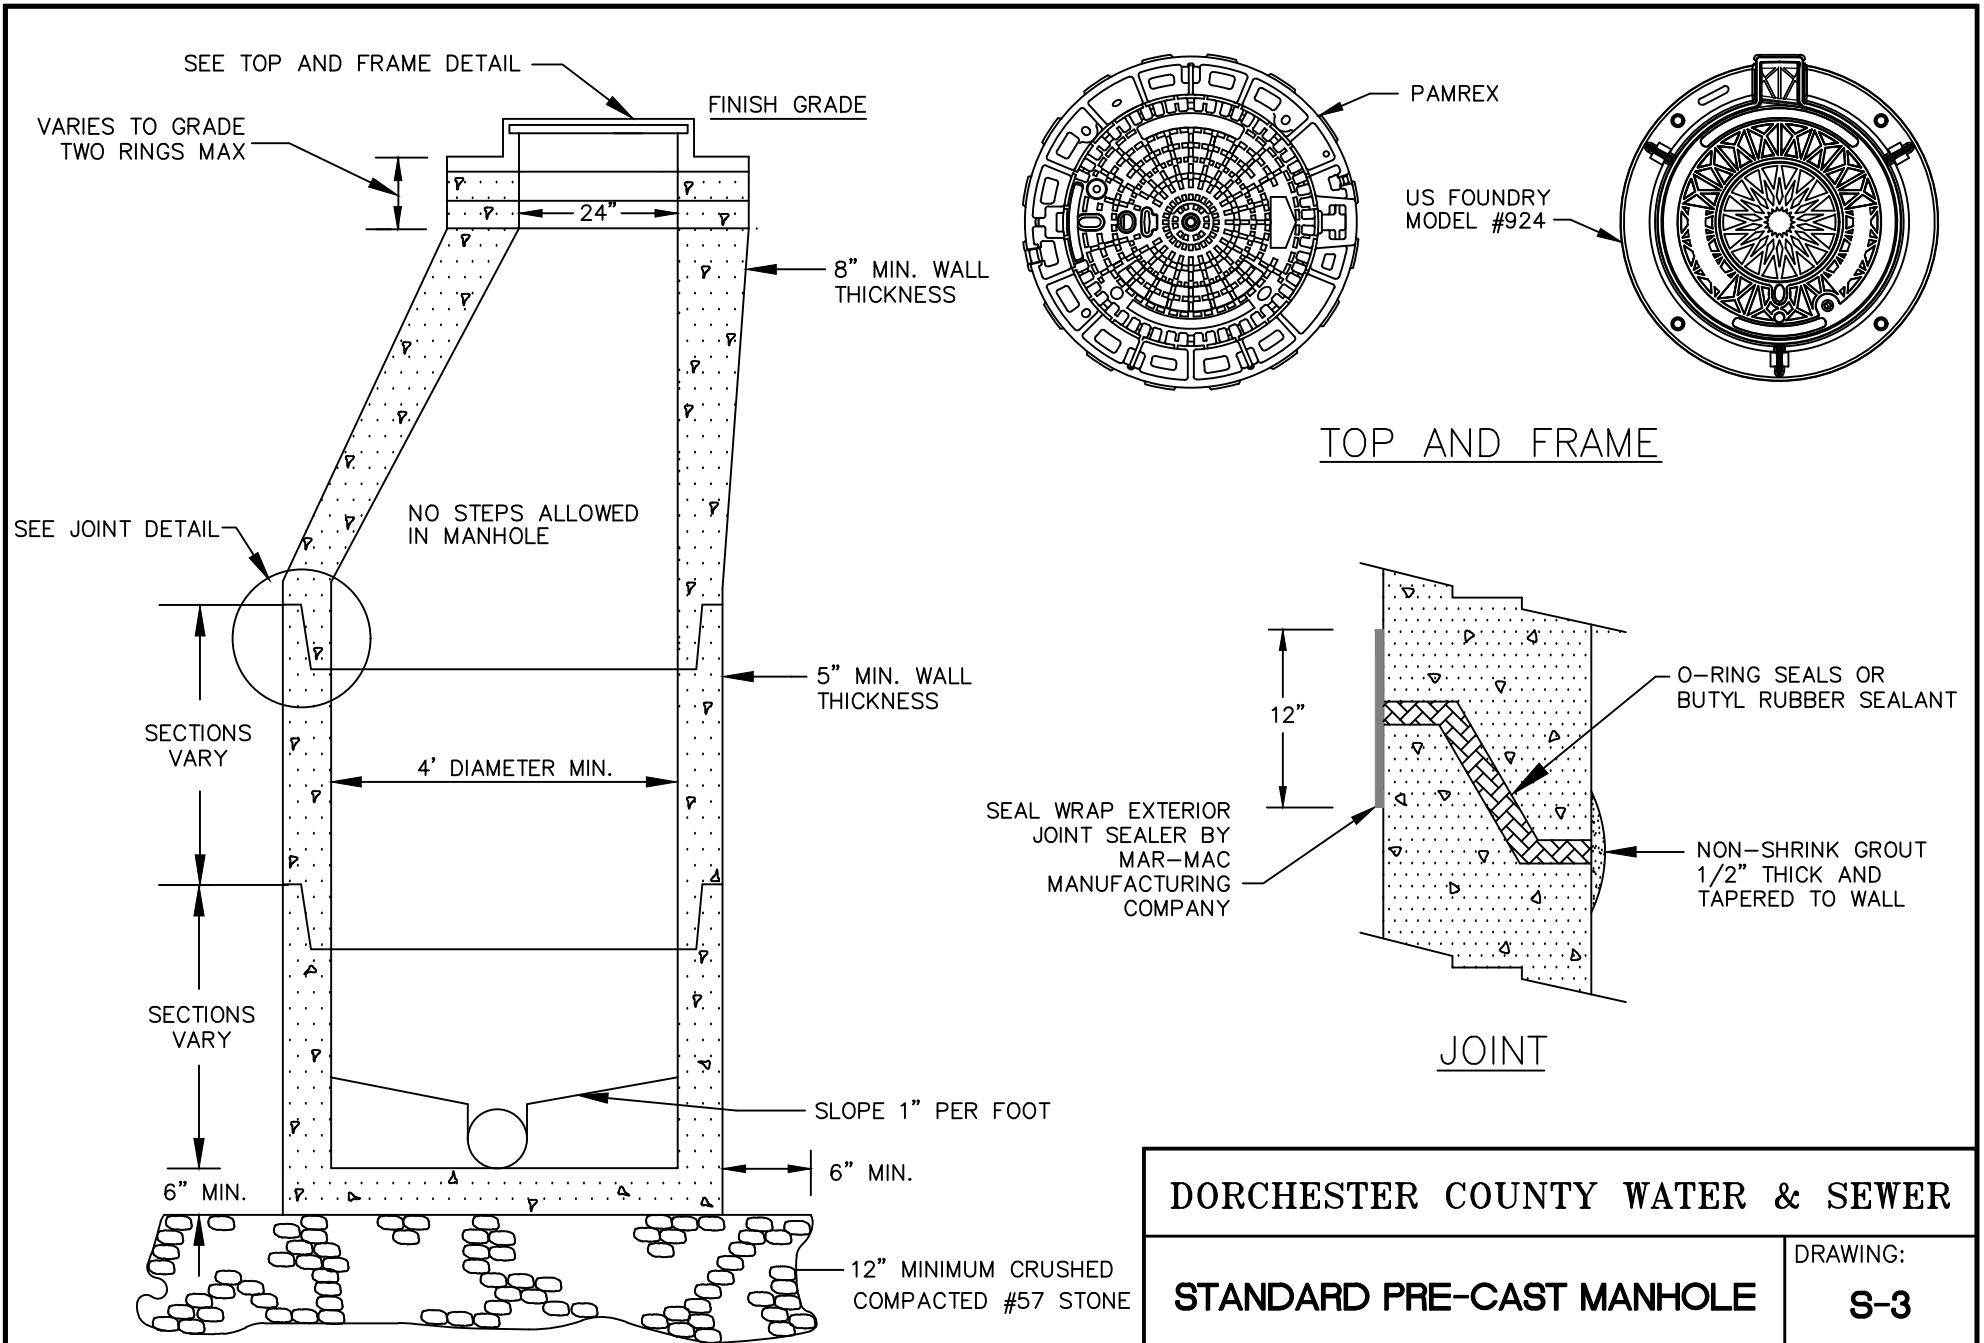 SEE TOP AND FRAME DETAIL
FINISH GRADE
VARIES TO GRADE
TWO RINGS MAX
24”
8” MIN. WALL
THICKNESS
NO STEPS ALLOWED
IN MANHOLE
SEE JOINT DETAIL
5” MIN. WALL
THICKNESS
SECTIONS
VARY
4' DIAMETER MIN.
SECTIONS
VARY
SLOPE 1” PER FOOT
6” MIN.
6” MIN.
12” MINIMUM CRUSHED
COMPACTED #57 STONE
PAMREX
US FOUNDRY
MODEL #924
TOP AND FRAME
12”
O-RING SEALS OR
BUTYL RUBBER SEALANT
SEAL WRAP EXTERIOR
JOINT SEALER BY
MAR-MAC
MANUFACTURING
COMPANY
NON-SHRINK GROUT
1/2” THICK AND
TAPERED TO WALL
JOINT
DORCHESTER COUNTY WATER & SEWER
STANDARD PRE-CAST MANHOLE
DRAWING:
S-3